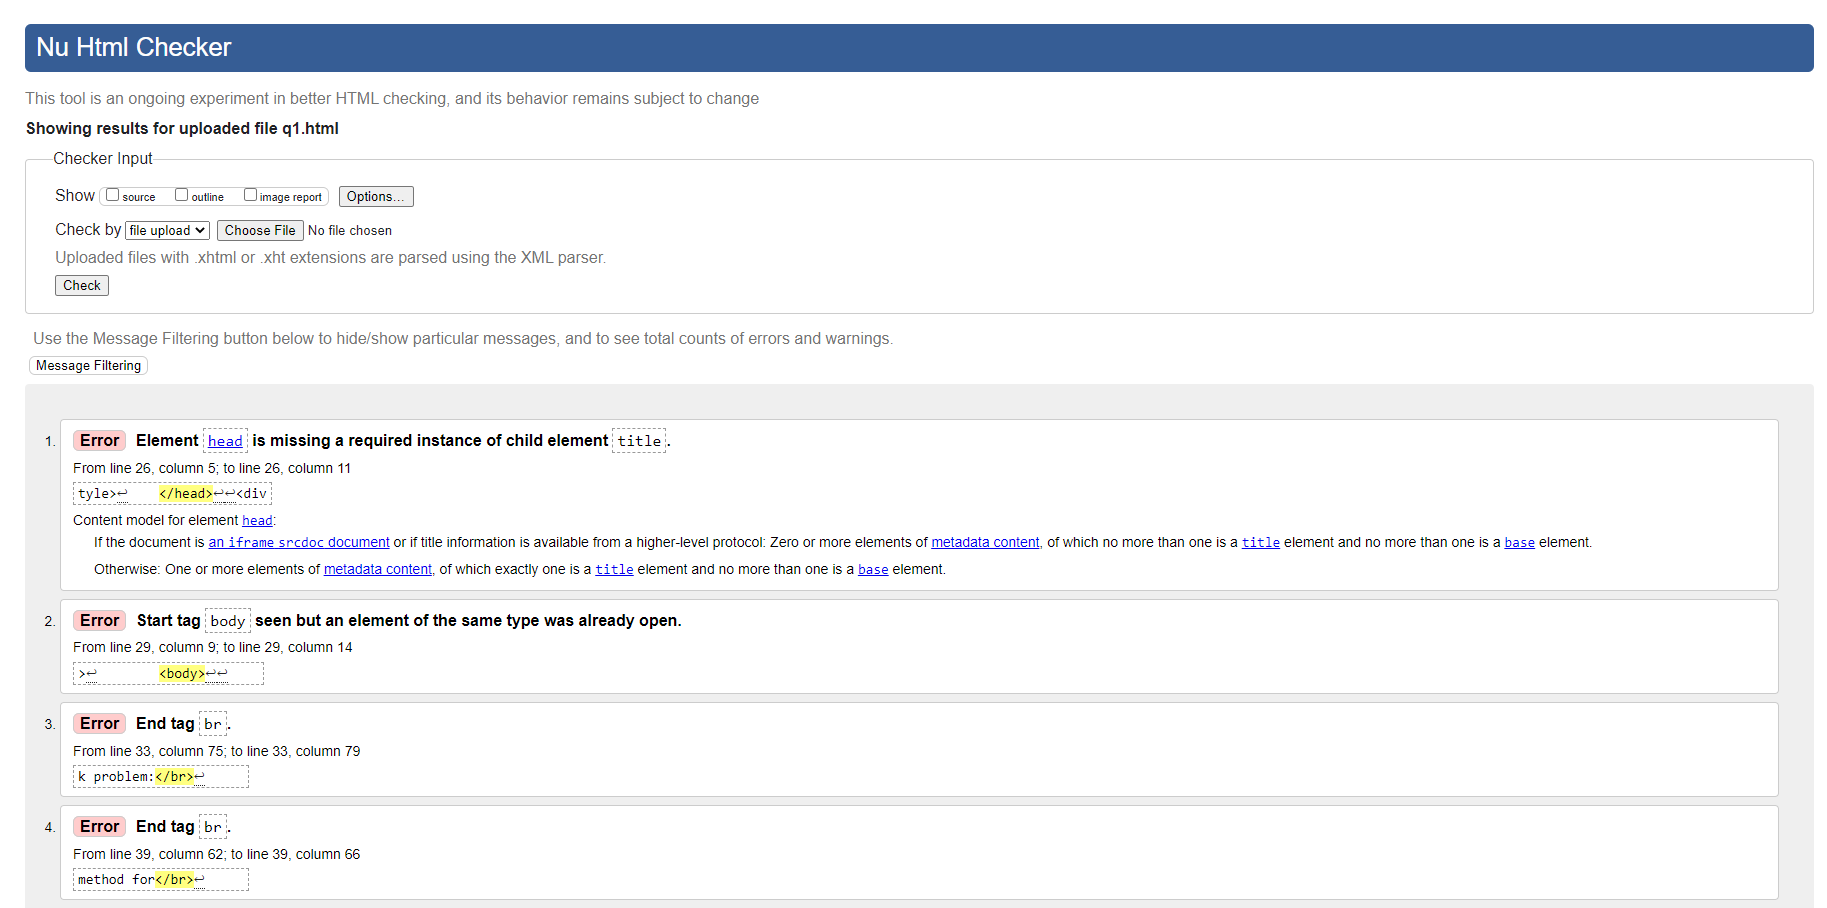 Nu Html Checker
This tool is an ongoing experiment in better HTML checking, and its behavior remains subject to change
Showing results for uploaded file q1.html
Checker Input
Show source outline image report Options...
Check by file upload Choose File No file chosen
Uploaded files with .xhtml or .xht extensions are parsed using the XML parser.
Check
Use the Message Filtering button below to hide/show particular messages, and to see total counts of errors and warnings.
Message Filtering
1. Error Element head is missing a required instance of child element title.
From line 26, column 5; to line 26, column 11
tyle>↩    </head>↩↩<div
Content model for element head:
If the document is an iframe srcdoc document or if title information is available from a higher-level protocol: Zero or more elements of metadata content, of which no more than one is a title element and no more than one is a base element.
Otherwise: One or more elements of metadata content, of which exactly one is a title element and no more than one is a base element.
2. Error Start tag body seen but an element of the same type was already open.
From line 29, column 9; to line 29, column 14
>↩        <body>↩↩
3. Error End tag br.
From line 33, column 75; to line 33, column 79
k problem:</br>↩
4. Error End tag br.
From line 39, column 62; to line 39, column 66
method for</br>↩